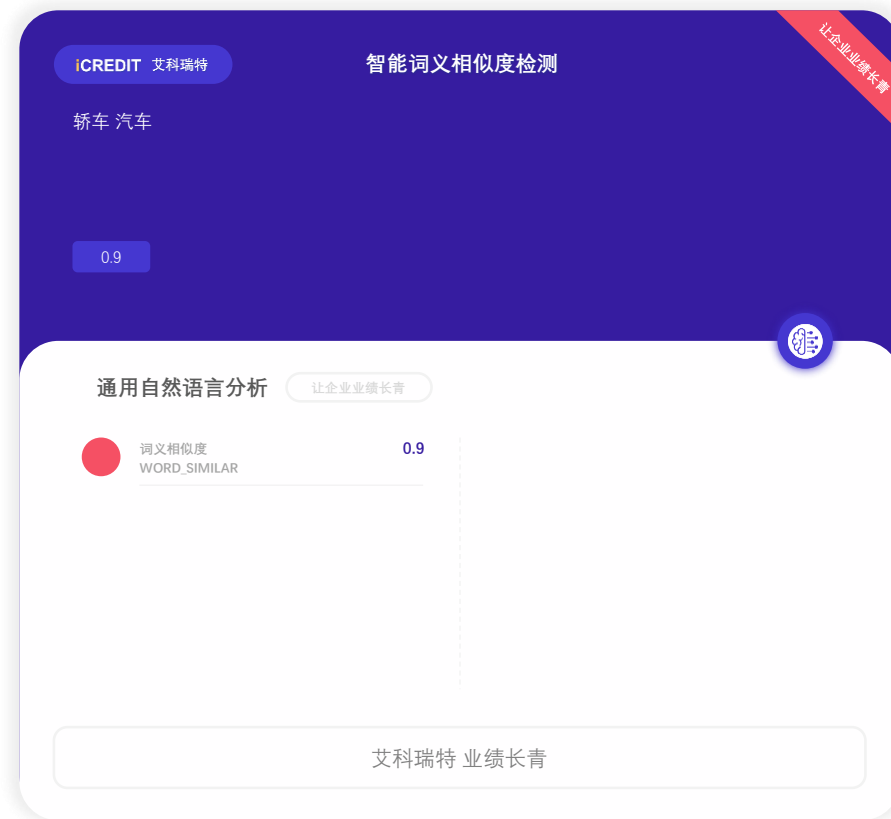 iCREDIT 艾科瑞特
智能词义相似度检测
让企业业绩长青
轿车 汽车
0.9
通用自然语言分析
让企业业绩长青
词义相似度
0.9
WORD_SIMILAR
艾科瑞特 业绩长青